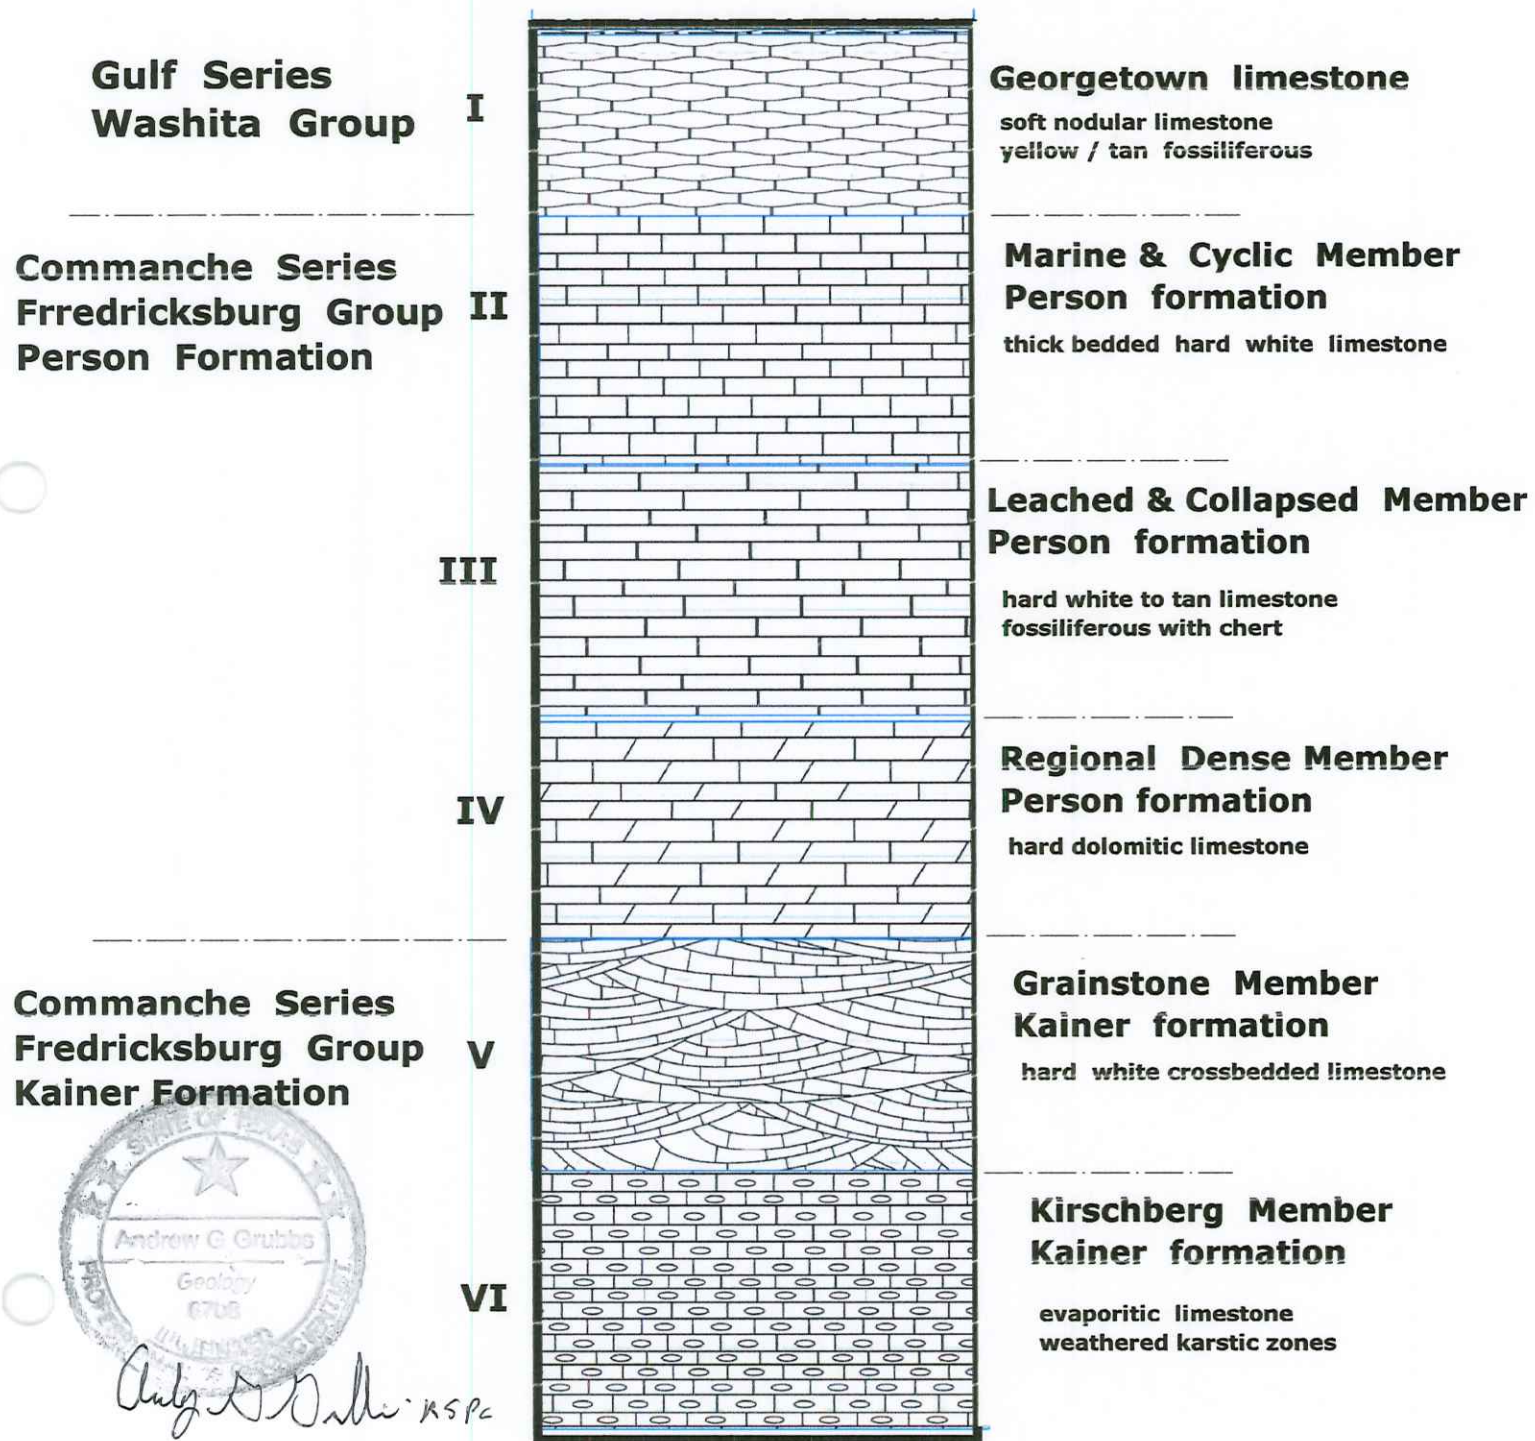 Gulf Series
Washita Group
I
Georgetown limestone
soft nodular limestone
yellow / tan fossiliferous
Commanche Series
Frredricksburg Group
Person Formation
II
Marine & Cyclic Member
Person formation
thick bedded hard white limestone
III
Leached & Collapsed Member
Person formation
hard white to tan limestone
fossiliferous with chert
IV
Regional Dense Member
Person formation
hard dolomitic limestone
Commanche Series
Fredricksburg Group
Kainer Formation
V
Grainstone Member
Kainer formation
hard white crossbedded limestone
VI
Kirschberg Member
Kainer formation
evaporitic limestone
weathered karstic zones
STATE OF TEXAS
Andrew G Grubbs
Geology